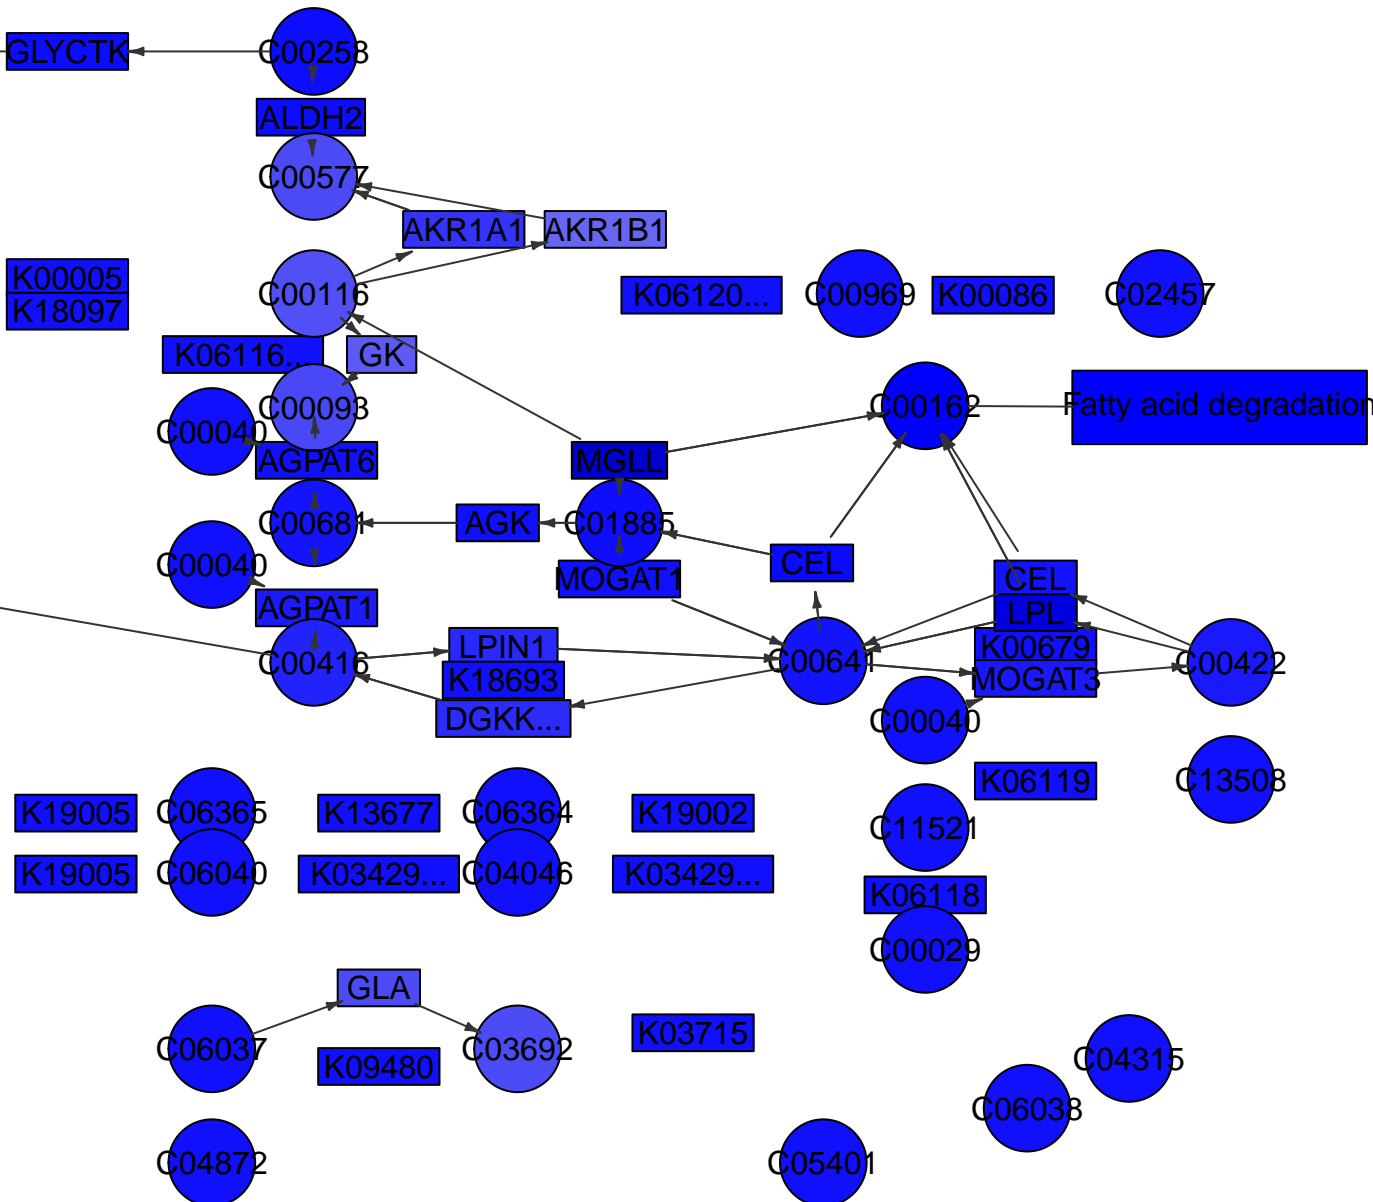 GLYCTK
C00258
ALDH2
C00577
AKR1A1
AKR1B1
K00005
K18097
C00116
K06120...
C00969
K00086
C02457
K06116...
GK
C00093
C00162
Fatty acid degradation
C00040
AGPAT6
MGLL
C00681
AGK
C01885
C00040
MOGAT1
CEL
CEL
AGPAT1
LPL
LPIN1
K00679
C00416
C00641
C00422
K18693
MOGAT3
DGKK...
C00040
K06119
C13508
K19005
C06365
K13677
C06364
K19002
C11521
K19005
C06040
K03429...
C04046
K03429...
K06118
C00029
GLA
K03715
C06037
C03692
K09480
C04315
C06038
C04872
C05401